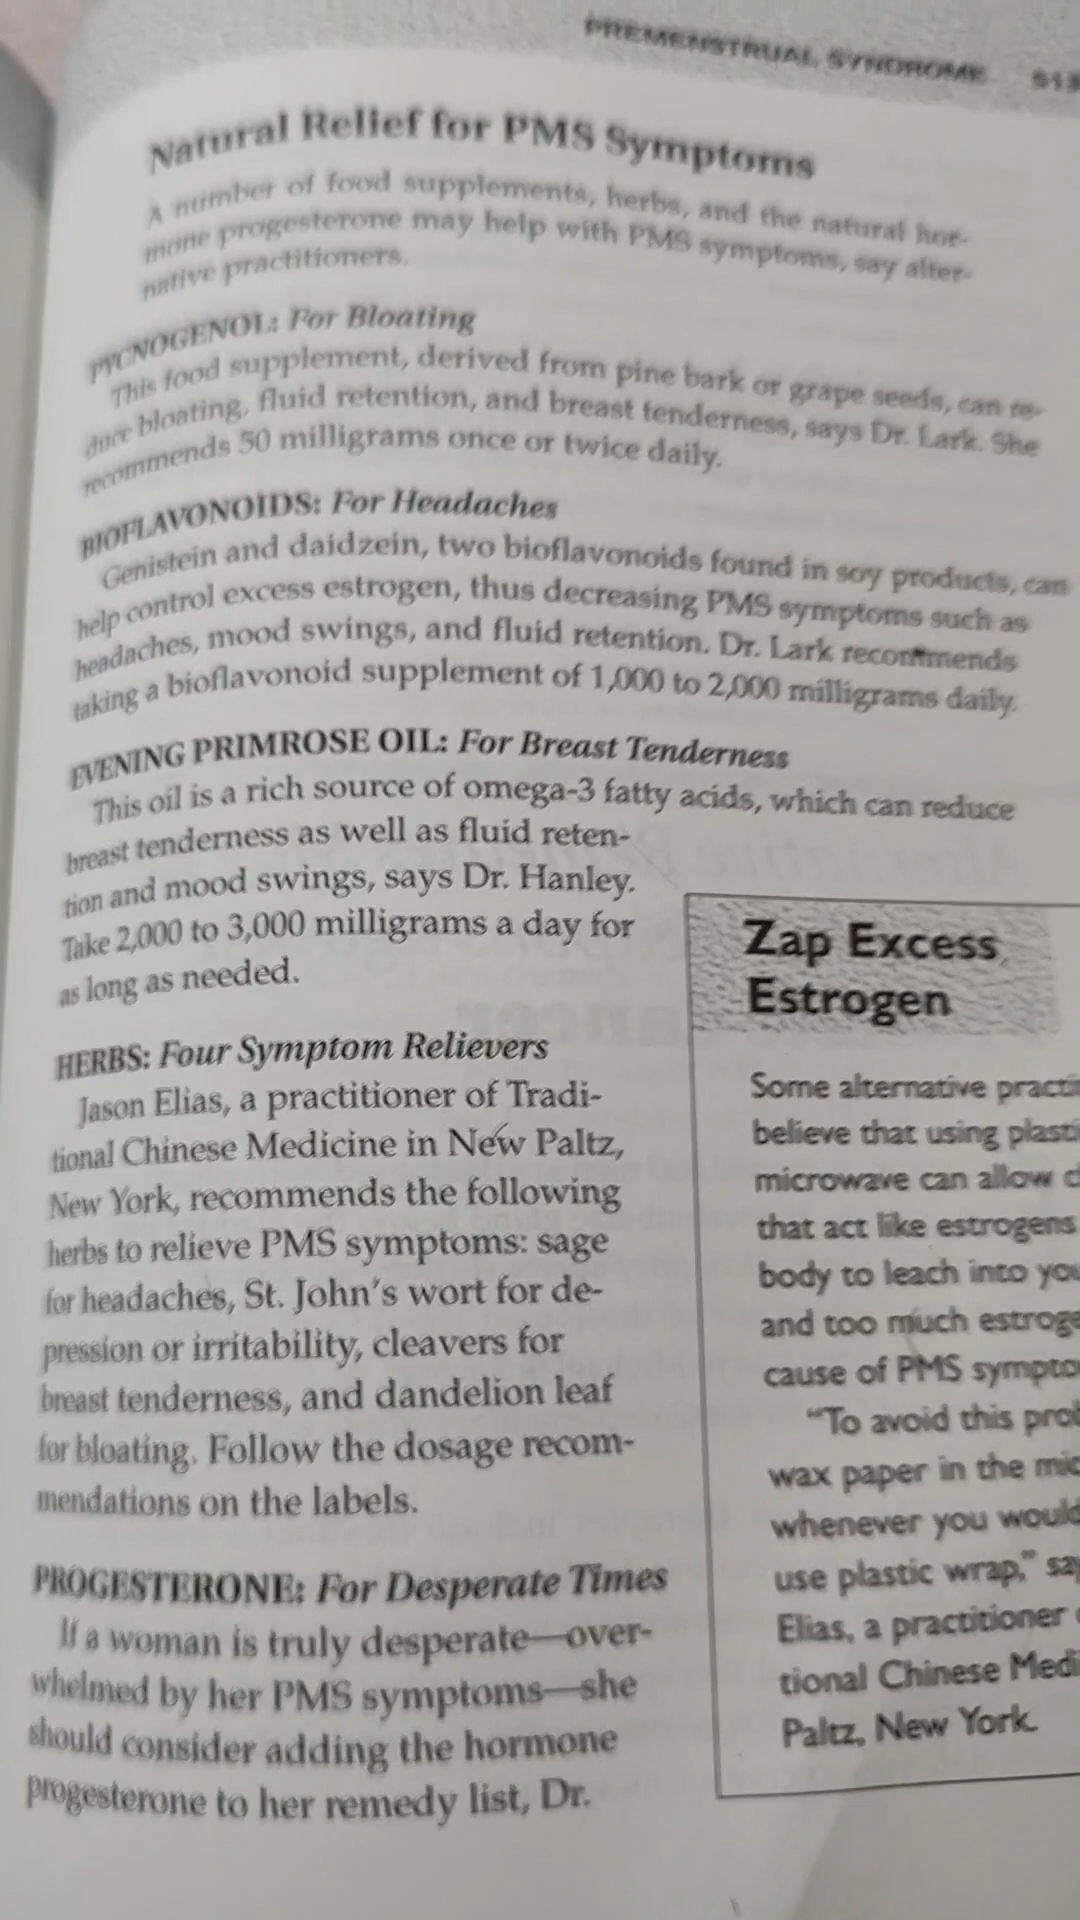 PREMENSTRUAL SYNDROME 513
Natural Relief for PMS Symptoms
A number of food supplements, herbs, and the natural hor-
mone progesterone may help with PMS symptoms, say alter-
native practitioners.
PYCNOGENOL: For Bloating
This food supplement, derived from pine bark or grape seeds, can re-
duce bloating, fluid retention, and breast tenderness, says Dr. Lark. She
recommends 50 milligrams once or twice daily.
BIOFLAVONOIDS: For Headaches
Genistein and daidzein, two bioflavonoids found in soy products, can
help control excess estrogen, thus decreasing PMS symptoms such as
headaches, mood swings, and fluid retention. Dr. Lark recommends
taking a bioflavonoid supplement of 1,000 to 2,000 milligrams daily.
EVENING PRIMROSE OIL: For Breast Tenderness
This oil is a rich source of omega-3 fatty acids, which can reduce
breast tenderness as well as fluid reten-
tion and mood swings, says Dr. Hanley.
Take 2,000 to 3,000 milligrams a day for
as long as needed.
HERBS: Four Symptom Relievers
Jason Elias, a practitioner of Tradi-
tional Chinese Medicine in New Paltz,
New York, recommends the following
herbs to relieve PMS symptoms: sage
for headaches, St. John's wort for de-
pression or irritability, cleavers for
breast tenderness, and dandelion leaf
for bloating. Follow the dosage recom-
mendations on the labels.
PROGESTERONE: For Desperate Times
If a woman is truly desperate—over-
whelmed by her PMS symptoms—she
should consider adding the hormone
progesterone to her remedy list, Dr.
Zap Excess
Estrogen
Some alternative practi
believe that using plasti
microwave can allow c
that act like estrogens
body to leach into you
and too much estroge
cause of PMS sympto
"To avoid this prob
wax paper in the mic
whenever you would
use plastic wrap," say
Elias, a practitioner
tional Chinese Medi
Paltz, New York.